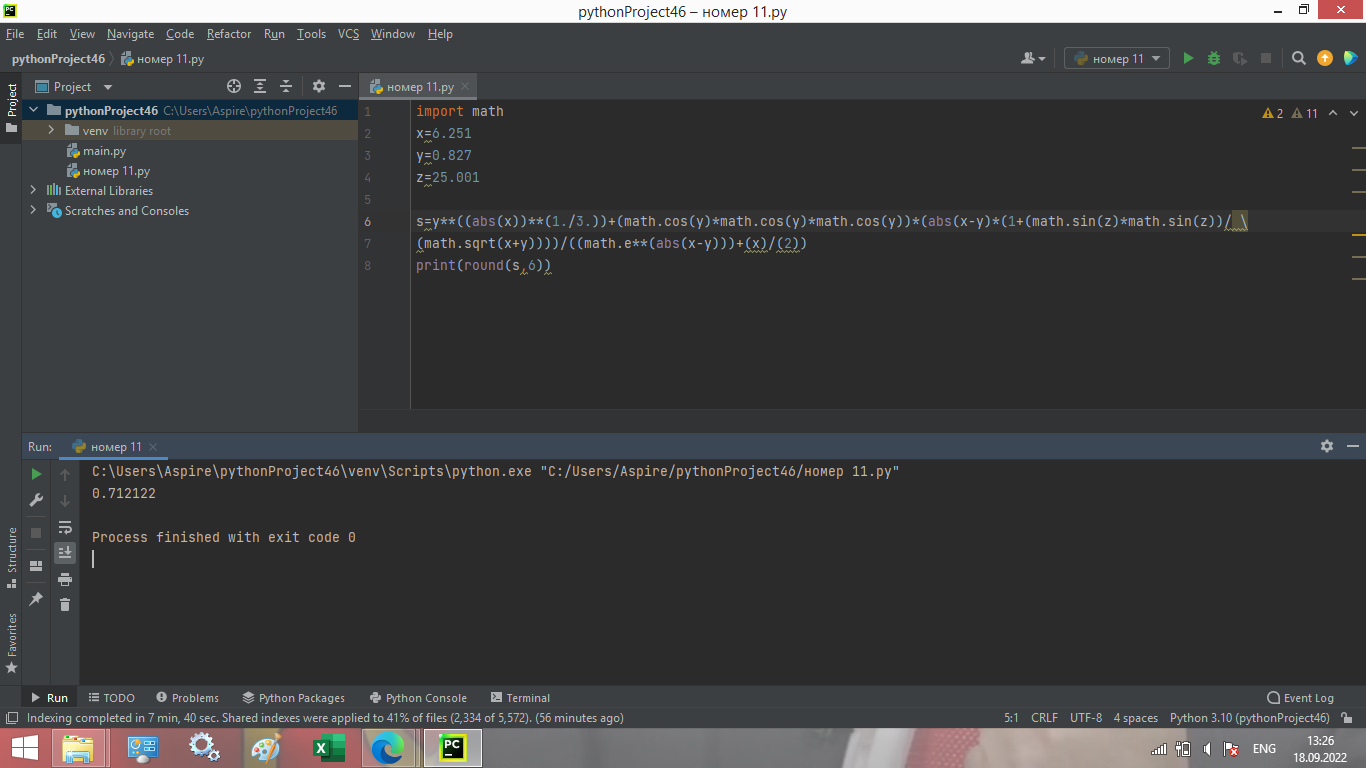 pythonProject46 – номер 11.py
File Edit View Navigate Code Refactor Run Tools VCS Window Help
pythonProject46 номер 11.py
номер 11
Project
Project
номер 11.py
pythonProject46 C:\Users\Aspire\pythonProject46
venv library root
main.py
номер 11.py
External Libraries
Scratches and Consoles
2 11
1 import math
2 x=6.251
3 y=0.827
4 z=25.001
5
6 s=y**((abs(x))**(1./3.))+(math.cos(y)*math.cos(y)*math.cos(y))*(abs(x-y)*(1+(math.sin(z)*math.sin(z))/ \
7 (math.sqrt(x+y))))/((math.e**(abs(x-y)))+(x)/(2))
8 print(round(s,6))
Run: номер 11
C:\Users\Aspire\pythonProject46\venv\Scripts\python.exe "C:/Users/Aspire/pythonProject46/номер 11.py"
0.712122
Process finished with exit code 0
Structure
Favorites
Run TODO Problems Python Packages Python Console Terminal Event Log
Indexing completed in 7 min, 40 sec. Shared indexes were applied to 41% of files (2,334 of 5,572). (56 minutes ago) 5:1 CRLF UTF-8 4 spaces Python 3.10 (pythonProject46)
PC
ENG
13:26
18.09.2022